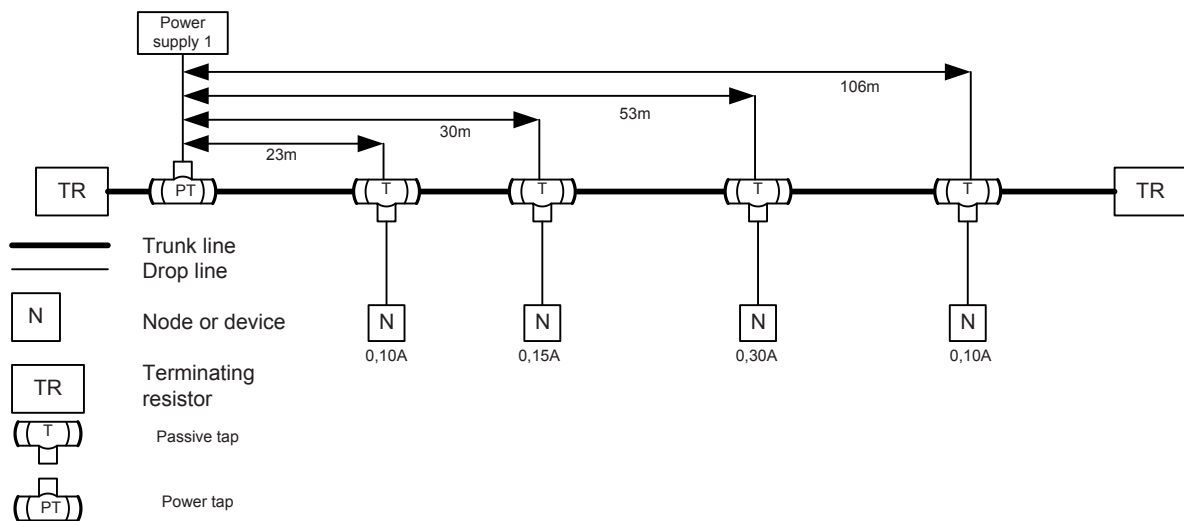 Power
supply 1
106m
53m
30m
23m
TR
PT
T
T
T
T
TR
Trunk line
Drop line
N
Node or device
N
N
N
N
0,10A
0,15A
0,30A
0,10A
TR
Terminating
resistor
T
Passive tap
PT
Power tap